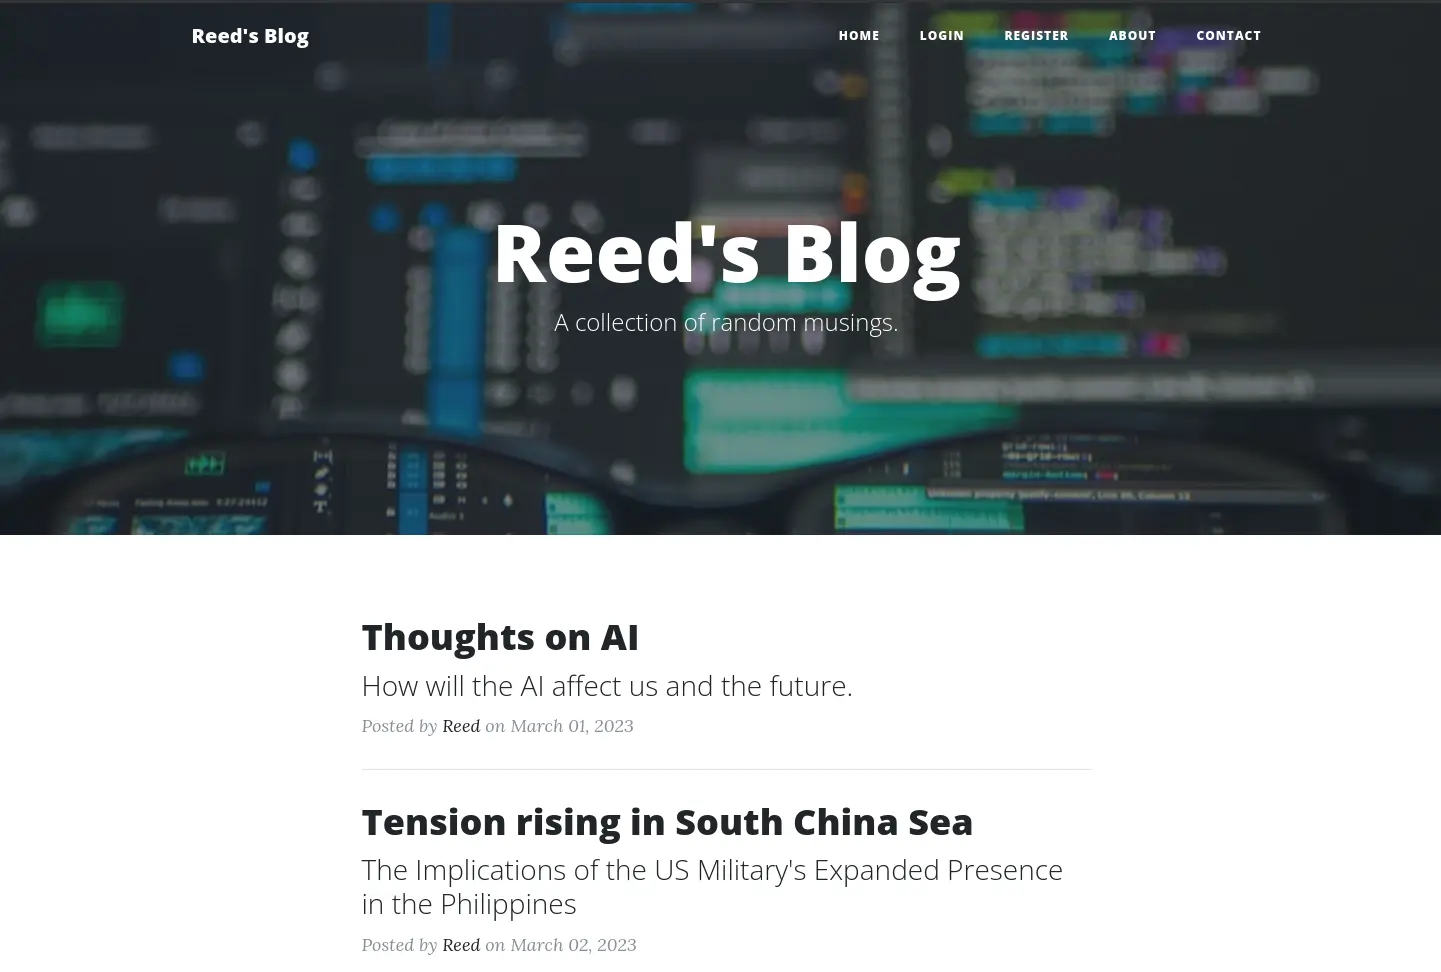 Reed's Blog
HOME LOGIN REGISTER ABOUT CONTACT
Reed's Blog
A collection of random musings.
Thoughts on AI
How will the AI affect us and the future.
Posted by Reed on March 01, 2023
Tension rising in South China Sea
The Implications of the US Military's Expanded Presence
in the Philippines
Posted by Reed on March 02, 2023